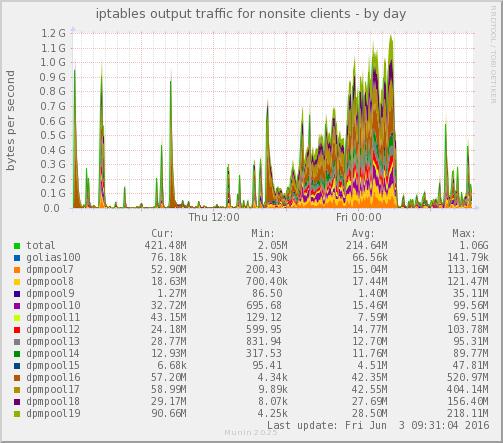 iptables output traffic for nonsite clients - by day
RRDTOOL / TOBI OETIKER
bytes per second
1.2 G
1.1 G
1.0 G
0.9 G
0.8 G
0.7 G
0.6 G
0.5 G
0.4 G
0.3 G
0.2 G
0.1 G
0.0
Thu 12:00 Fri 00:00
Cur: Min: Avg: Max:
total 421.48M 2.05M 214.64M 1.06G
golias100 76.18k 15.90k 66.56k 141.79k
dpmpool7 52.90M 200.43 15.04M 113.16M
dpmpool8 18.63M 700.40k 17.44M 121.47M
dpmpool9 1.27M 86.50 1.40M 35.11M
dpmpool10 32.72M 695.68 15.46M 99.56M
dpmpool11 43.15M 129.12 7.59M 69.51M
dpmpool12 24.18M 599.95 14.77M 103.78M
dpmpool13 28.77M 831.94 12.70M 95.31M
dpmpool14 12.93M 317.53 11.76M 89.77M
dpmpool15 6.68k 95.41 4.51M 47.81M
dpmpool16 57.20M 4.34k 42.35M 520.97M
dpmpool17 58.99M 9.89k 42.55M 404.14M
dpmpool18 29.17M 8.07k 27.69M 156.40M
dpmpool19 90.66M 4.25k 28.50M 218.11M
Last update: Fri Jun 3 09:31:04 2016
Munin 2.0.25